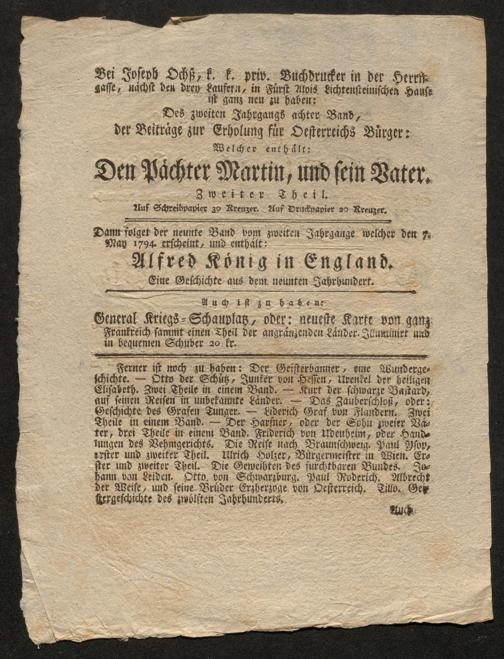 Bei Joseph Ochß, k. k. priv. Buchdrucker in der Herrn-
gasse, nächst den drey Laufern, in Fürst Alois Lichtensteinischen Hause
ist ganz neu zu haben:
Des zweiten Jahrgangs achter Band,
der Beiträge zur Erholung für Oesterreichs Bürger:
Welcher enthält:
Den Pächter Martin, und sein Vater.
Zweiter Theil.
Auf Schreibpapier 30 Kreuzer. Auf Druckpapier 20 Kreuzer.
Dann folget der neunte Band vom zweiten Jahrgange welcher den 7.
May 1794. erscheint, und enthält:
Alfred König in England.
Eine Geschichte aus dem neunten Jahrhundert.
Auch ist zu haben:
General Kriegs-Schauplatz, oder: neueste Karte von ganz
Frankreich sammt einen Theil der angränzenden Länder. Illuminirt und
in bequemen Schuber 20 kr.
Ferner ist noch zu haben: Der Geisterbanner, eine Wunderge-
schichte. — Otto der Schütz, Junker von Hessen, Urenkel der heiligen
Elisabeth. Zwei Theile in einem Band. — Kurt der schwarze Bastard,
auf seinen Reisen in unbekannte Länder. — Das Zauberschloß, oder:
Geschichte des Grafen Tunger. — Liderich Graf von Flandern. Zwei
Theile in einem Band. — Der Harfner, oder der Sohn zweier Vä-
ter, drei Theile in einem Band. Friderich von Udenheim, oder Hand-
lungen des Vehmgerichts. Die Reise nach Braunschweig. Paul Ysop,
erster und zweiter Theil. Ulrich Holzer, Bürgermeister in Wien. Er-
ster und zweiter Theil. Die Geweihten des furchtbaren Bundes. Jo-
hann von Leiden. Otto von Schwarzburg. Paul Roderich. Albrecht
der Weise, und seine Brüder Erzherzoge von Oesterreich. Tillo. Gei-
stergeschichte des zwölften Jahrhunderts.
Auch